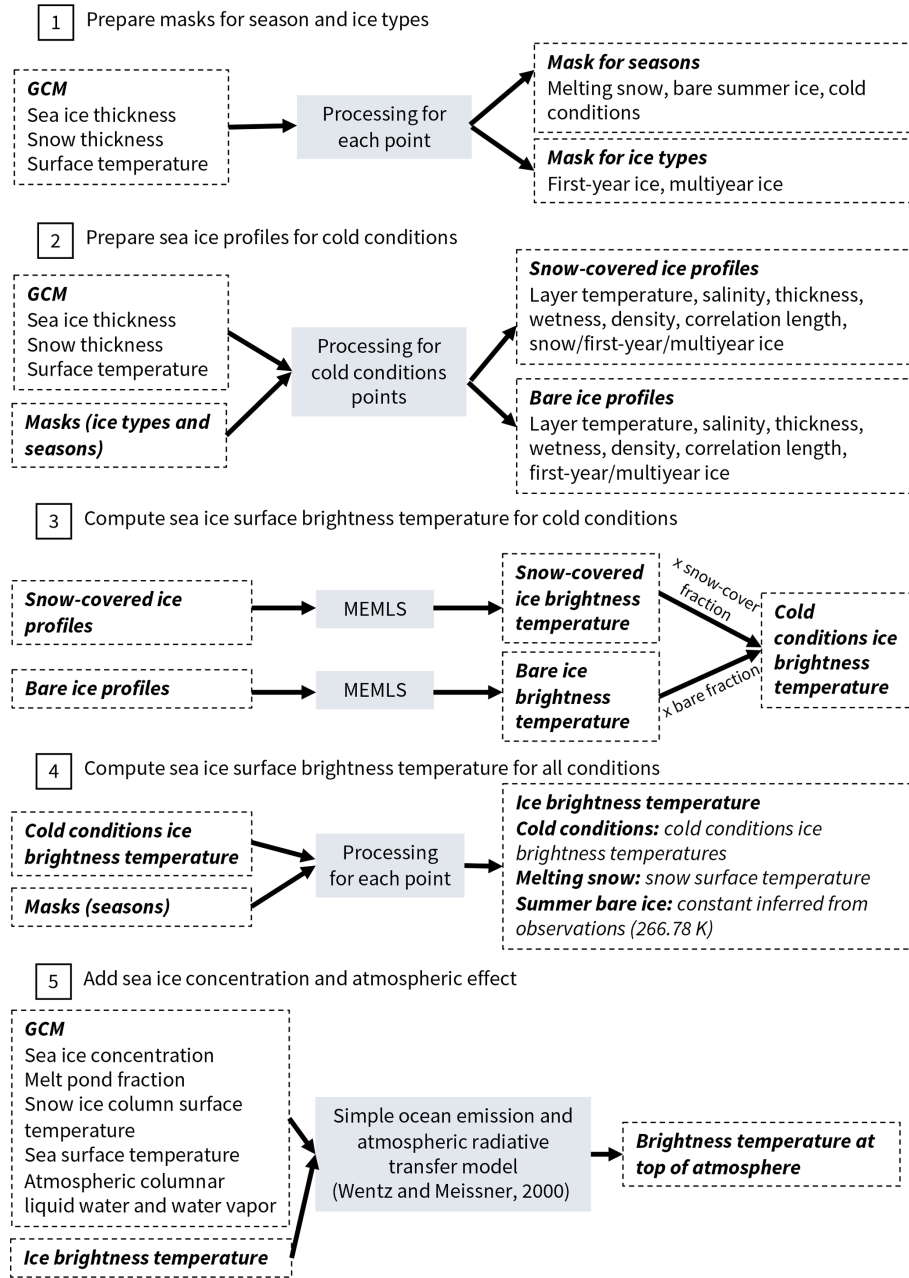 1 Prepare masks for season and ice types
GCM
Sea ice thickness
Snow thickness
Surface temperature
Processing for
each point
Mask for seasons
Melting snow, bare summer ice, cold
conditions
Mask for ice types
First-year ice, multiyear ice
2 Prepare sea ice profiles for cold conditions
GCM
Sea ice thickness
Snow thickness
Surface temperature
Masks (ice types and
seasons)
Processing for
cold conditions
points
Snow-covered ice profiles
Layer temperature, salinity, thickness,
wetness, density, correlation length,
snow/first-year/multiyear ice
Bare ice profiles
Layer temperature, salinity, thickness,
wetness, density, correlation length,
first-year/multiyear ice
3 Compute sea ice surface brightness temperature for cold conditions
Snow-covered ice
profiles
MEMLS
Snow-covered
ice brightness
temperature
x snow-cover
fraction
Bare ice profiles
MEMLS
Bare ice
brightness
temperature
x bare fraction
Cold
conditions ice
brightness
temperature
4 Compute sea ice surface brightness temperature for all conditions
Cold conditions ice
brightness temperature
Masks (seasons)
Processing
for each point
Ice brightness temperature
Cold conditions: cold conditions ice
brightness temperatures
Melting snow: snow surface temperature
Summer bare ice: constant inferred from
observations (266.78 K)
5 Add sea ice concentration and atmospheric effect
GCM
Sea ice concentration
Melt pond fraction
Snow ice column surface
temperature
Sea surface temperature
Atmospheric columnar
liquid water and water vapor
Ice brightness temperature
Simple ocean emission and
atmospheric radiative
transfer model
(Wentz and Meissner, 2000)
Brightness temperature at
top of atmosphere